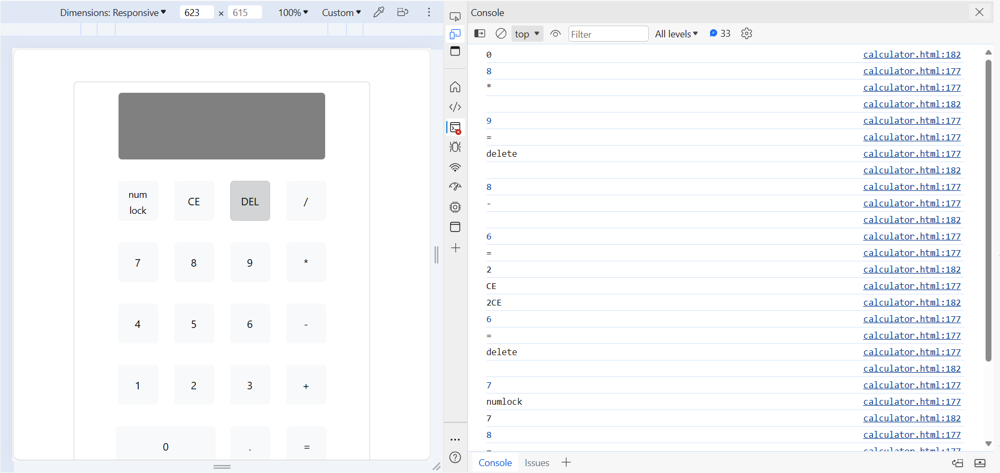 Dimensions: Responsive 623 × 615 100% Custom
num
lock
CE
DEL
/
7
8
9
*
4
5
6
-
1
2
3
+
0
.
=
Console
top Filter All levels 33
0 calculator.html:182
8 calculator.html:177
* calculator.html:177
calculator.html:182
9 calculator.html:177
= calculator.html:177
delete calculator.html:177
calculator.html:182
8 calculator.html:177
- calculator.html:177
calculator.html:182
6 calculator.html:177
= calculator.html:177
2 calculator.html:182
CE calculator.html:177
2CE calculator.html:182
6 calculator.html:177
= calculator.html:177
delete calculator.html:177
calculator.html:182
7 calculator.html:177
numlock calculator.html:177
7 calculator.html:182
8 calculator.html:177
calculator.html:177
Console Issues